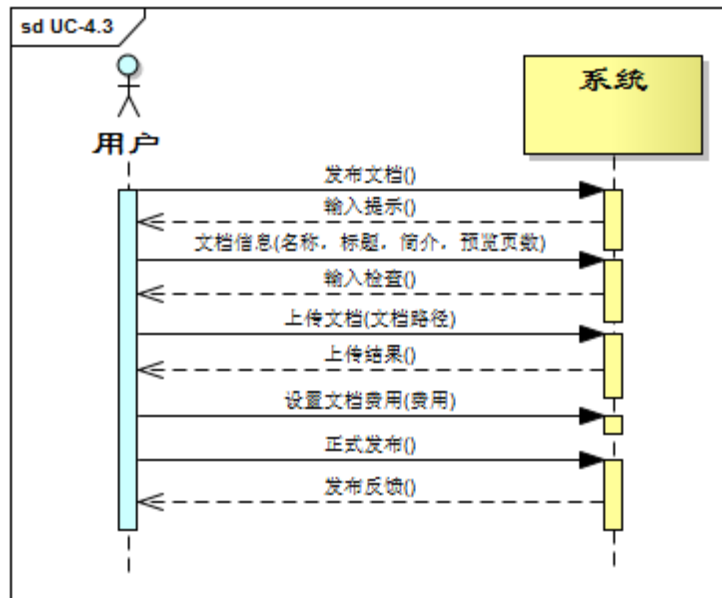 sd UC-4.3
用户
系统
发布文档()
输入提示()
文档信息(名称，标题，简介，预览页数)
输入检查()
上传文档(文档路径)
上传结果()
设置文档费用(费用)
正式发布()
发布反馈()